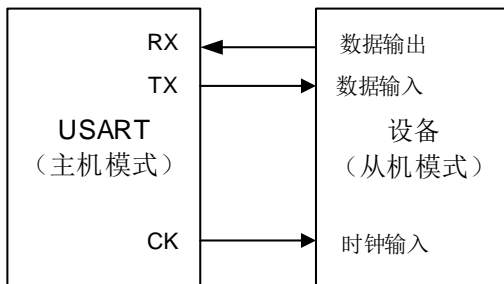 RX
数据输出
TX
数据输入
USART
（主机模式）
设备
（从机模式）
CK
时钟输入